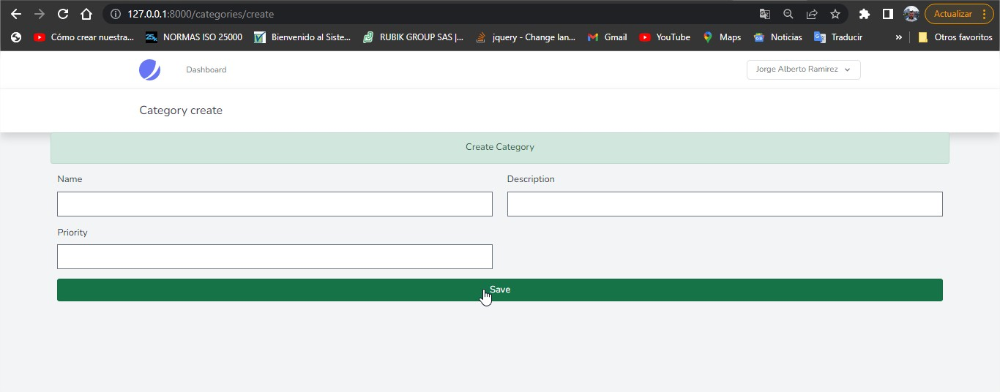 127.0.0.1:8000/categories/create
Actualizar
Cómo crear nuestra... NORMAS ISO 25000 Bienvenido al Siste... RUBIK GROUP SAS |... jquery - Change lan... Gmail YouTube Maps Noticias Traducir » Otros favoritos
Dashboard
Jorge Alberto Ramirez
Category create
Create Category
Name
Description
Priority
Save